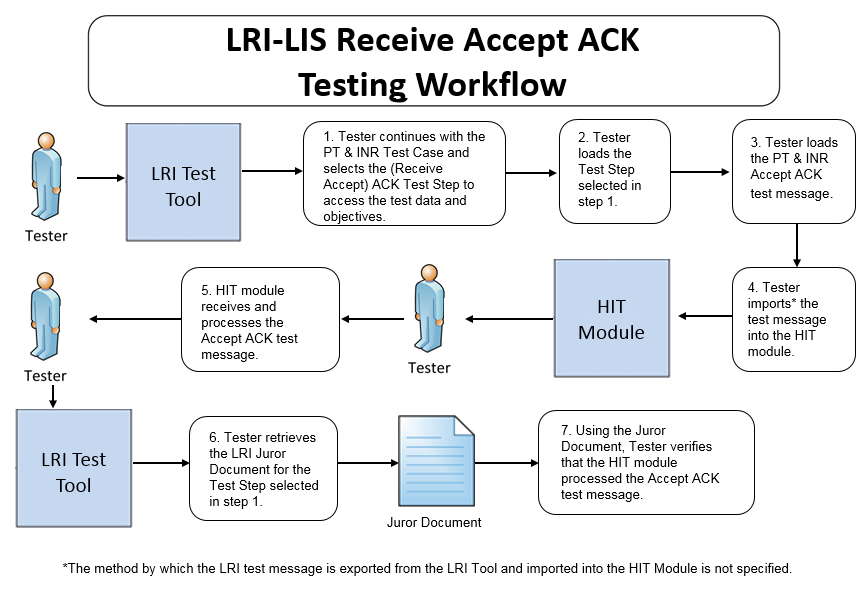 LRI-LIS Receive Accept ACK
Testing Workflow
Tester
LRI Test
Tool
1. Tester continues with the
PT & INR Test Case and
selects the (Receive
Accept) ACK Test Step to
access the test data and
objectives.
2. Tester
loads the
Test Step
selected in
step 1.
3. Tester loads
the PT & INR
Accept ACK
test message.
4. Tester
imports* the
test message
into the HIT
module.
HIT
Module
Tester
5. HIT module
receives and
processes the
Accept ACK test
message.
Tester
LRI Test
Tool
6. Tester retrieves
the LRI Juror
Document for the
Test Step selected
in step 1.
Juror Document
7. Using the Juror
Document, Tester verifies
that the HIT module
processed the Accept ACK
test message.
*The method by which the LRI test message is exported from the LRI Tool and imported into the HIT Module is not specified.